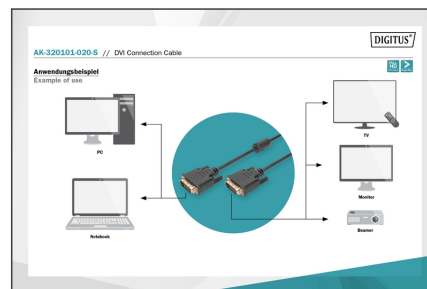 DIGITUS®
AK-320101-020-S // DVI Connection Cable
Anwendungsbeispiel
Example of use
PC
TV
Monitor
Notebook
Beamer